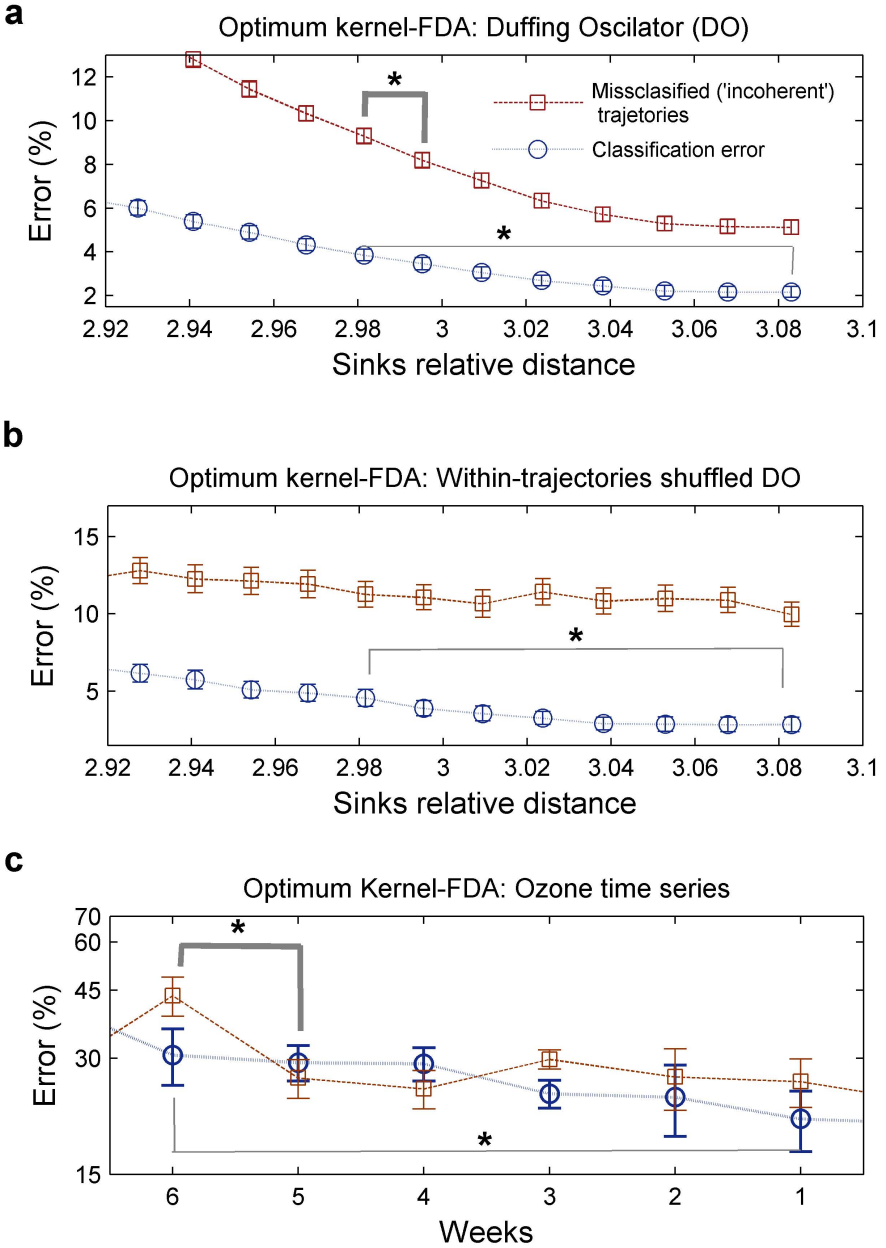 a
Optimum kernel-FDA: Duffing Oscilator (DO)
Error (%)
12
10
8
6
4
2
*
*
Missclasified ('incoherent')
trajetories
Classification error
2.92 2.94 2.96 2.98 3 3.02 3.04 3.06 3.08 3.1
Sinks relative distance
b
Optimum kernel-FDA: Within-trajectories shuffled DO
Error (%)
15
10
5
*
2.92 2.94 2.96 2.98 3 3.02 3.04 3.06 3.08 3.1
Sinks relative distance
c
Optimum Kernel-FDA: Ozone time series
Error (%)
70
60
45
30
15
*
*
6 5 4 3 2 1
Weeks